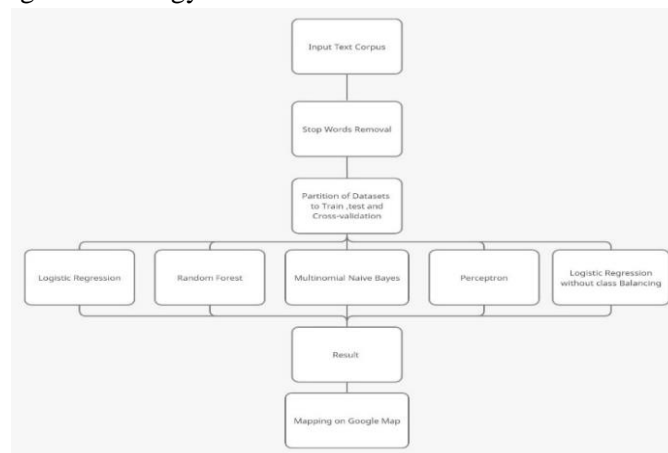 Input Text Corpus
Stop Words Removal
Partition of Datasets
to Train ,test and
Cross-validation
Logistic Regression
Random Forest
Multinomial Naive Bayes
Perceptron
Logistic Regression
without class Balancing
Result
Mapping on Google Map